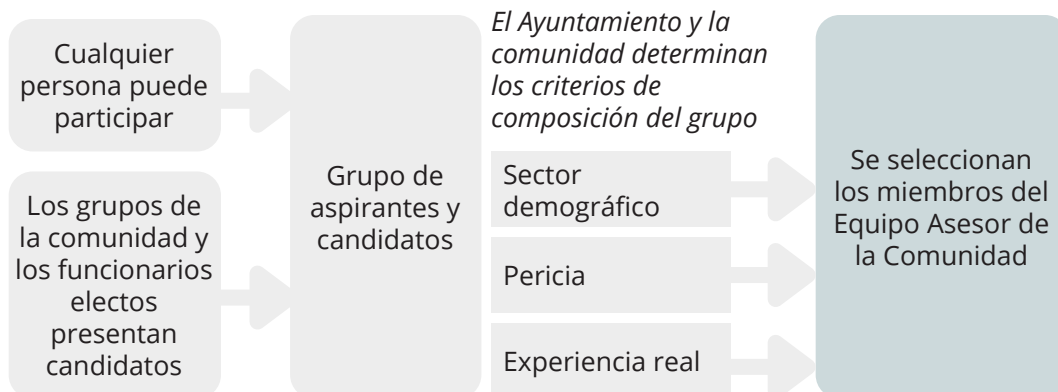 Cualquier
persona puede
participar
Los grupos de
la comunidad y
los funcionarios
electos
presentan
candidatos
Grupo de
aspirantes y
candidatos
El Ayuntamiento y la
comunidad determinan
los criterios de
composición del grupo
Sector
demográfico
Pericia
Experiencia real
Se seleccionan
los miembros del
Equipo Asesor de
la Comunidad